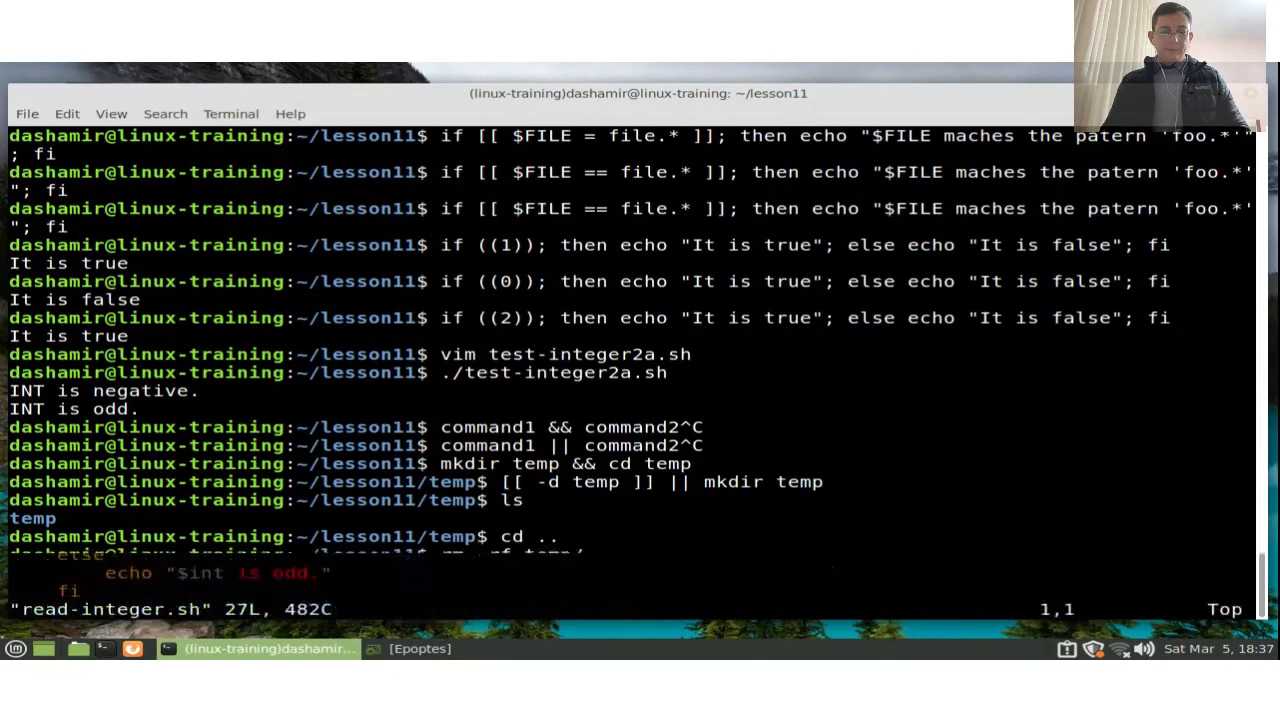 (linux-training)dashamir@linux-training: ~/lesson11
File Edit View Search Terminal Help
dashamir@linux-training:~/lesson11$ if [[ $FILE = file.* ]]; then echo "$FILE maches the patern 'foo.*'"
; fi
dashamir@linux-training:~/lesson11$ if [[ $FILE == file.* ]]; then echo "$FILE maches the patern 'foo.*'
"; fi
dashamir@linux-training:~/lesson11$ if [[ $FILE == file.* ]]; then echo "$FILE maches the patern 'foo.*'
"; fi
dashamir@linux-training:~/lesson11$ if ((1)); then echo "It is true"; else echo "It is false"; fi
It is true
dashamir@linux-training:~/lesson11$ if ((0)); then echo "It is true"; else echo "It is false"; fi
It is false
dashamir@linux-training:~/lesson11$ if ((2)); then echo "It is true"; else echo "It is false"; fi
It is true
dashamir@linux-training:~/lesson11$ vim test-integer2a.sh
dashamir@linux-training:~/lesson11$ ./test-integer2a.sh
INT is negative.
INT is odd.
dashamir@linux-training:~/lesson11$ command1 && command2^C
dashamir@linux-training:~/lesson11$ command1 || command2^C
dashamir@linux-training:~/lesson11$ mkdir temp && cd temp
dashamir@linux-training:~/lesson11/temp$ [[ -d temp ]] || mkdir temp
dashamir@linux-training:~/lesson11/temp$ ls
temp
dashamir@linux-training:~/lesson11/temp$ cd ..
else
echo "$int is odd."
fi
"read-integer.sh" 27L, 482C 1,1 Top
(linux-training)dashamir... [Epoptes] Sat Mar 5, 18:37